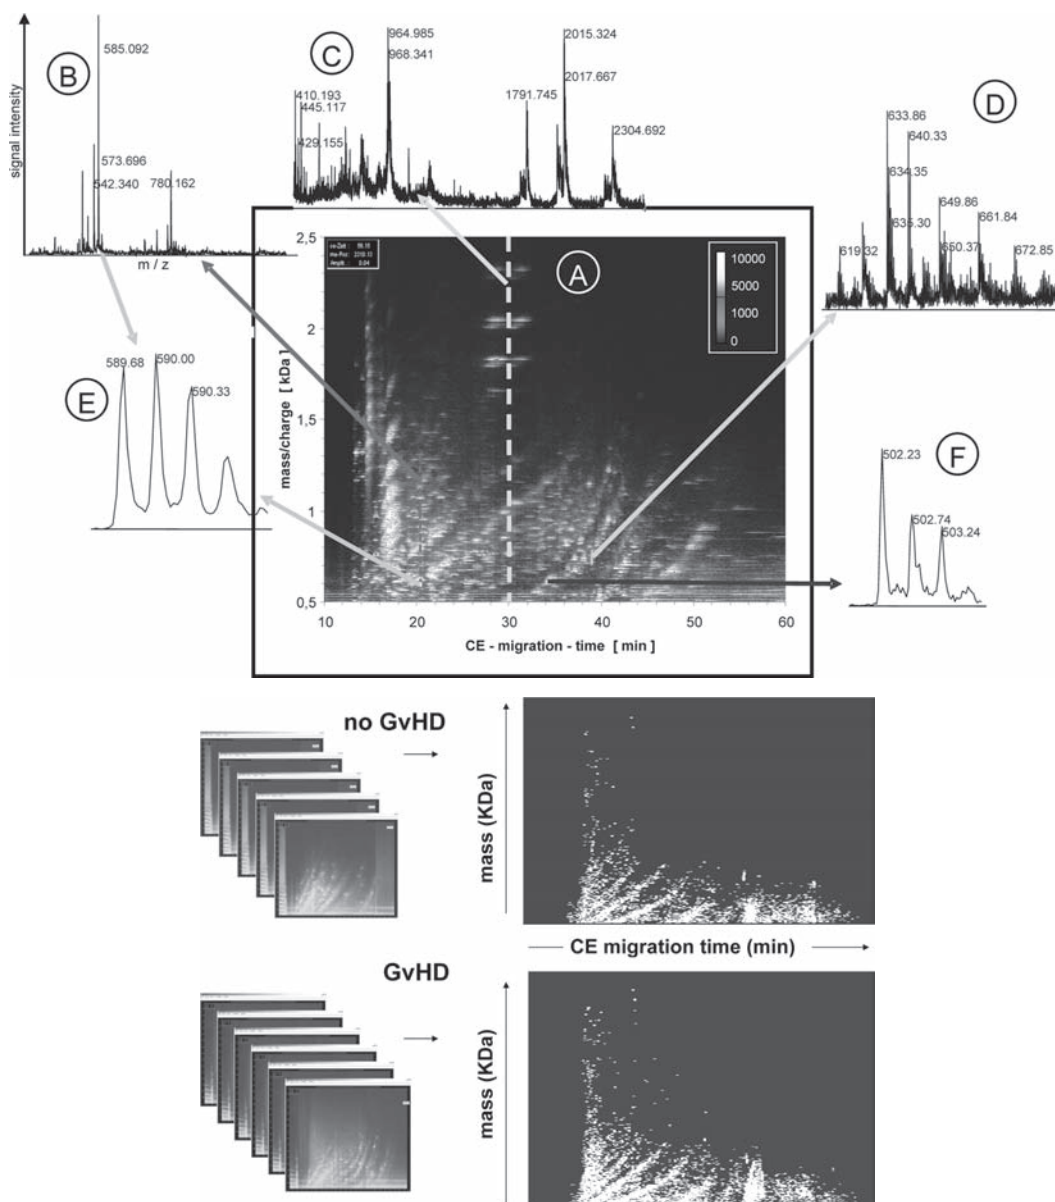 B
585.092
573.696
542.340
780.162
signal intensity
m / z
C
964.985
968.341
410.193
445.117
429.155
1791.745
2015.324
2017.667
2304.692
D
633.86
640.33
634.35
635.30
619.32
649.86
650.37
661.84
672.85
A
10000
5000
1000
0
2,5
2
1,5
1
0,5
mass/charge [ kDa ]
10
20
30
40
50
60
CE - migration - time [ min ]
E
589.68
590.00
590.33
F
502.23
502.74
503.24
no GvHD
mass (KDa)
CE migration time (min)
GvHD
mass (KDa)